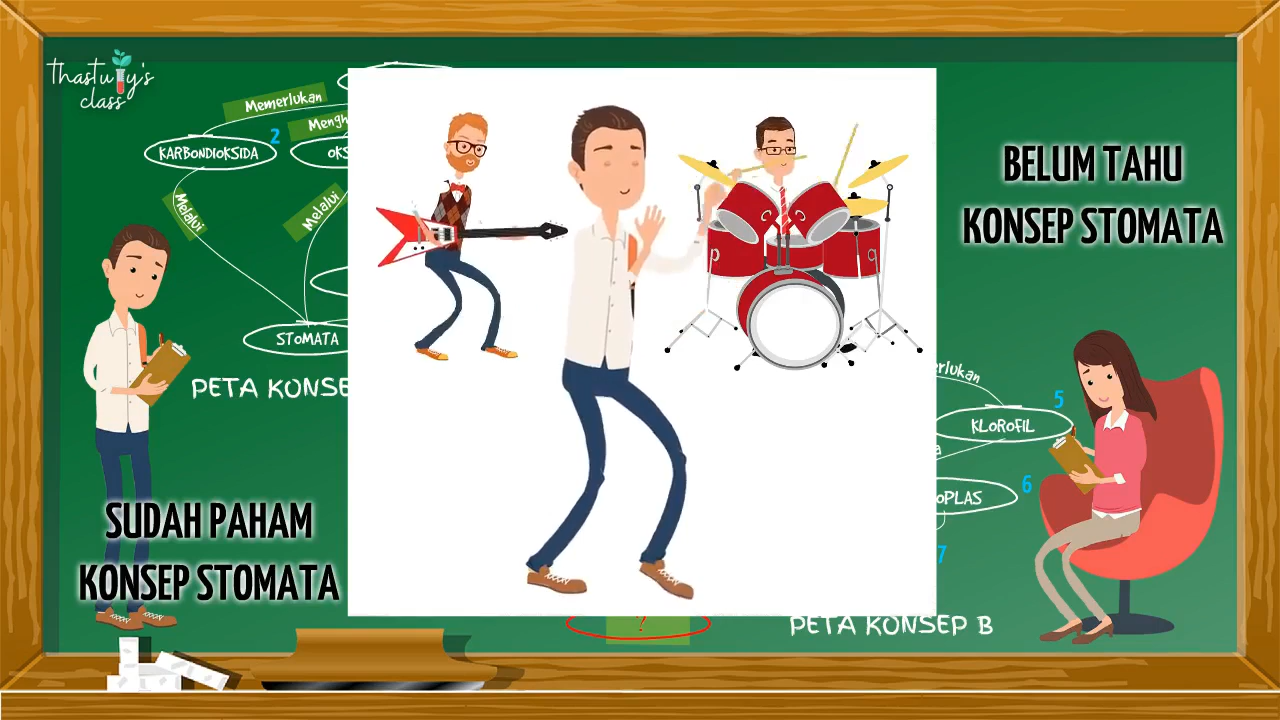 thastudy's
class
Memerlukan
2
KARBONDIOKSIDA
Melalui
Melalui
STOMATA
PETA KONSEP
BELUM TAHU
KONSEP STOMATA
5
KLOROFIL
6
7
SUDAH PAHAM
KONSEP STOMATA
?
PETA KONSEP B